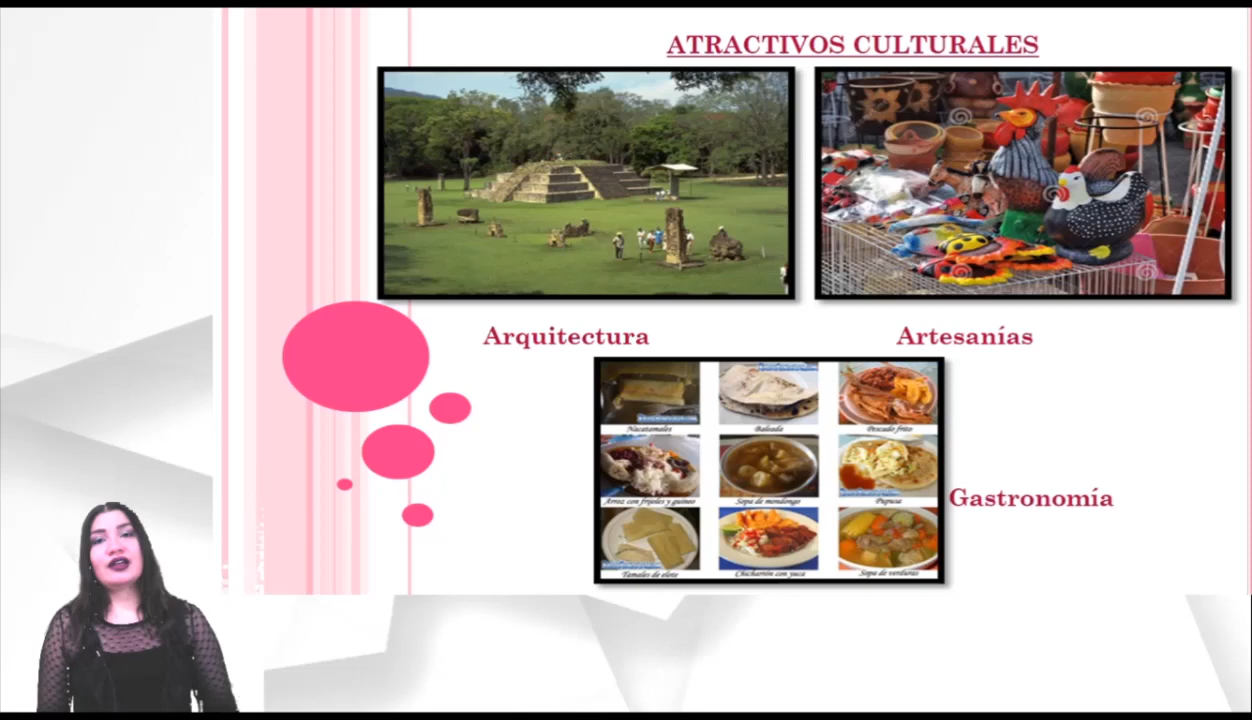 ATRACTIVOS CULTURALES
Arquitectura
Artesanías
Nacatamales
Baleada
Pescado frito
Arroz con frijoles y guineo
Sopa de mondongo
Pupusa
Gastronomía
Tamales de elote
Chicharrón con yuca
Sopa de verduras